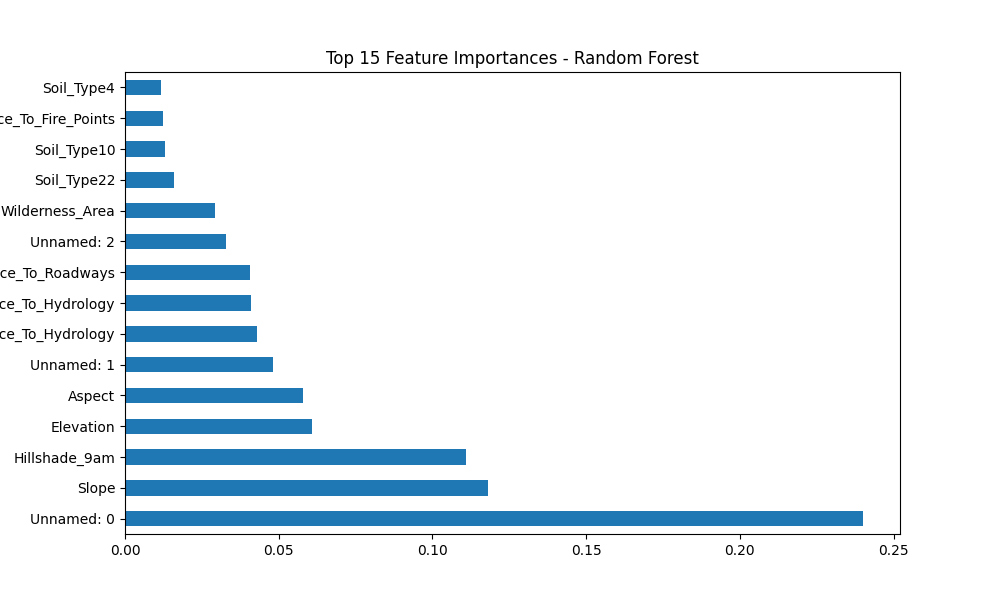 Top 15 Feature Importances - Random Forest
Soil_Type4
ce_To_Fire_Points
Soil_Type10
Soil_Type22
Wilderness_Area
Unnamed: 2
ce_To_Roadways
ce_To_Hydrology
ce_To_Hydrology
Unnamed: 1
Aspect
Elevation
Hillshade_9am
Slope
Unnamed: 0
0.00 0.05 0.10 0.15 0.20 0.25